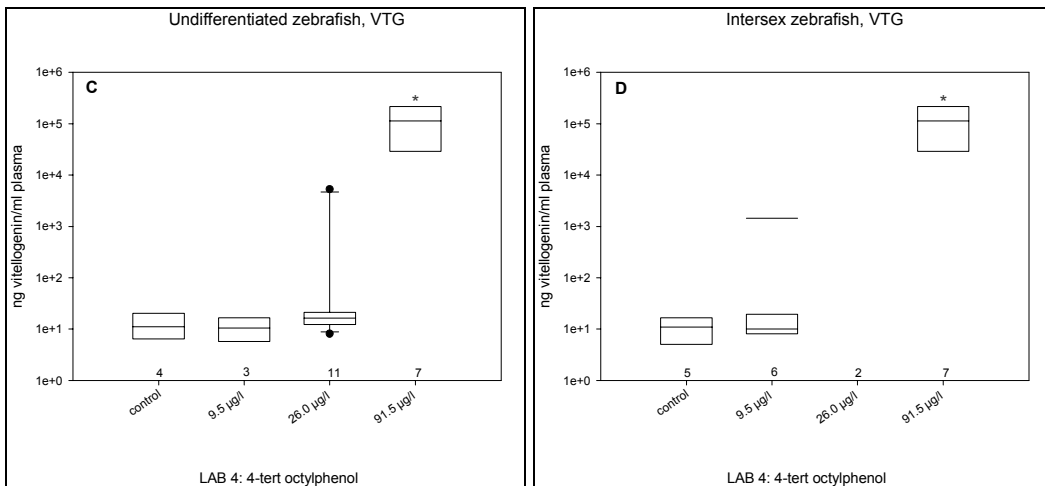 Undifferentiated zebrafish, VTG
C
ng vitellogenin/ml plasma
1e+6
1e+5
1e+4
1e+3
1e+2
1e+1
1e+0
*
4 3 11 7
control 9.5 µg/l 26.0 µg/l 91.5 µg/l
LAB 4: 4-tert octylphenol
Intersex zebrafish, VTG
D
ng vitellogenin/ml plasma
1e+6
1e+5
1e+4
1e+3
1e+2
1e+1
1e+0
*
5 6 2 7
control 9.5 µg/l 26.0 µg/l 91.5 µg/l
LAB 4: 4-tert octylphenol